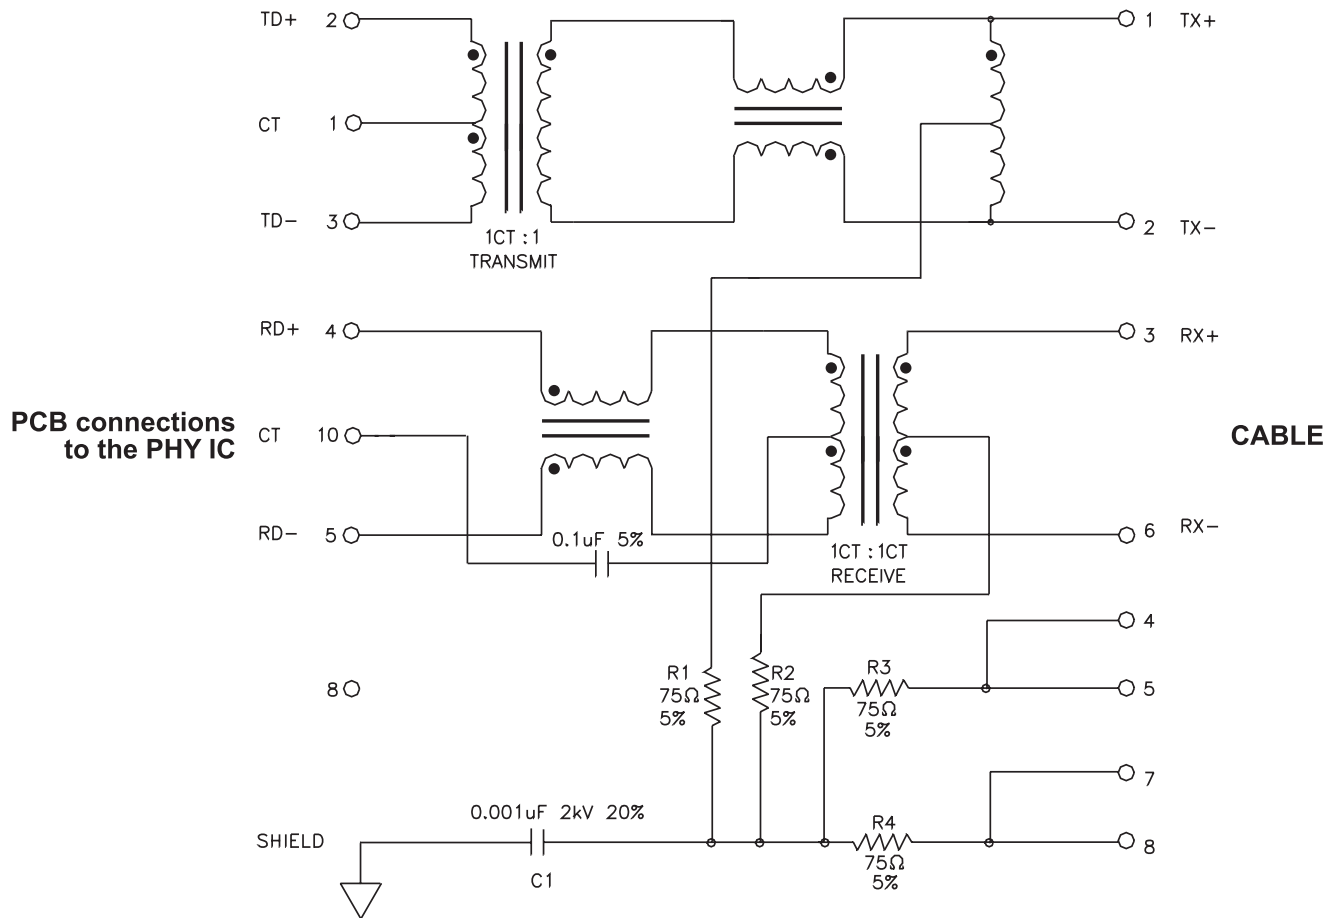 TD+ 2
1 TX+
CT 1
TD- 3
2 TX-
1CT : 1
TRANSMIT
RD+ 4
3 RX+
PCB connections
to the PHY IC
CT 10
CABLE
RD- 5
0.1uF 5%
6 RX-
1CT : 1CT
RECEIVE
4
8
R1
75Ω
5%
R2
75Ω
5%
R3
75Ω
5%
5
7
0.001uF 2kV 20%
SHIELD
C1
R4
75Ω
5%
8